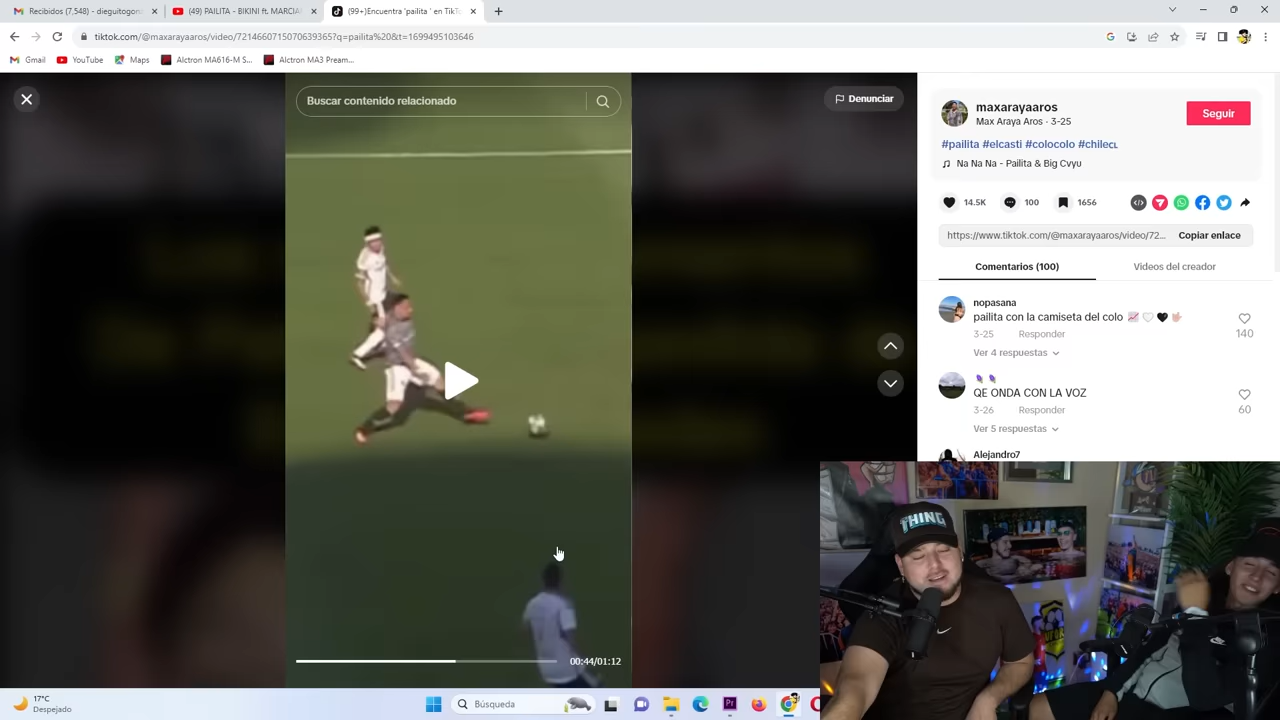 Recibidos (7,548) - dieguitogon
(49) PAILITA - BIKINI ft. MARCIA
(99+)Encuentra 'pailita ' en TikTo
tiktok.com/@maxarayaaros/video/7214660715070639365?q=pailita%20&t=1699495103646
Gmail
YouTube
Maps
Alctron MA616-M S...
Alctron MA3 Pream...
Buscar contenido relacionado
Denunciar
maxarayaaros
Max Araya Aros · 3-25
Seguir
#pailita #elcasti #colocolo #chileCL
Na Na Na - Pailita & Big Cvyu
14.5K
100
1656
https://www.tiktok.com/@maxarayaaros/video/72...
Copiar enlace
Comentarios (100)
Videos del creador
nopasana
pailita con la camiseta del colo
140
3-25
Responder
Ver 4 respuestas
QE ONDA CON LA VOZ
60
3-26
Responder
Ver 5 respuestas
Alejandro7
THING
00:44/01:12
17°C
Despejado
Búsqueda
Pr